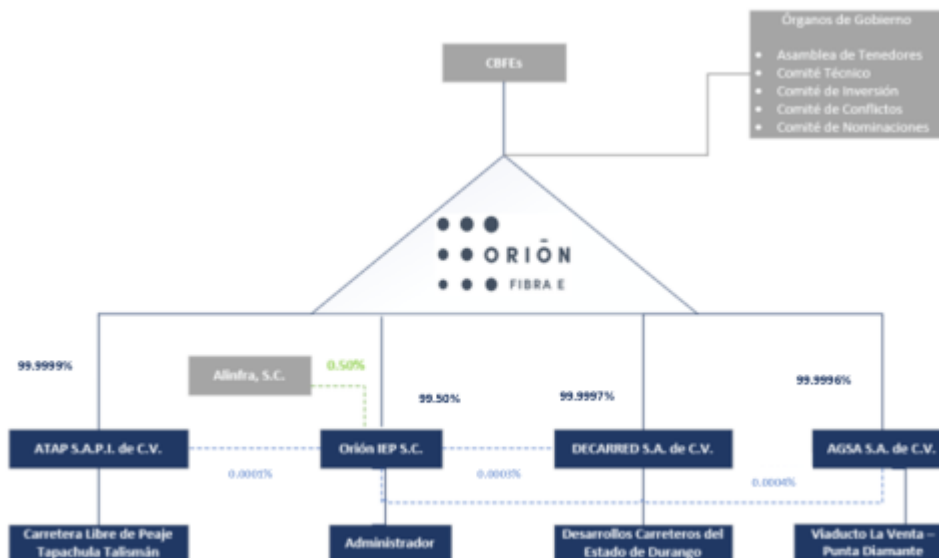 Órganos de Gobierno
• Asamblea de Tenedores
• Comité Técnico
• Comité de Inversión
• Comité de Conflictos
• Comité de Nominaciones
CBFEs
ORIŌN
FIBRA E
99.9999%
Alinfra, S.C.
0.50%
99.50%
99.9997%
99.9996%
ATAP S.A.P.I. de C.V.
0.0001%
Orión IEP S.C.
0.0003%
DECARRED S.A. de C.V.
0.0004%
AGSA S.A. de C.V.
Carretera Libre de Peaje
Tapachula Talismán
Administrador
Desarrollos Carreteros del
Estado de Durango
Viaducto La Venta –
Punta Diamante